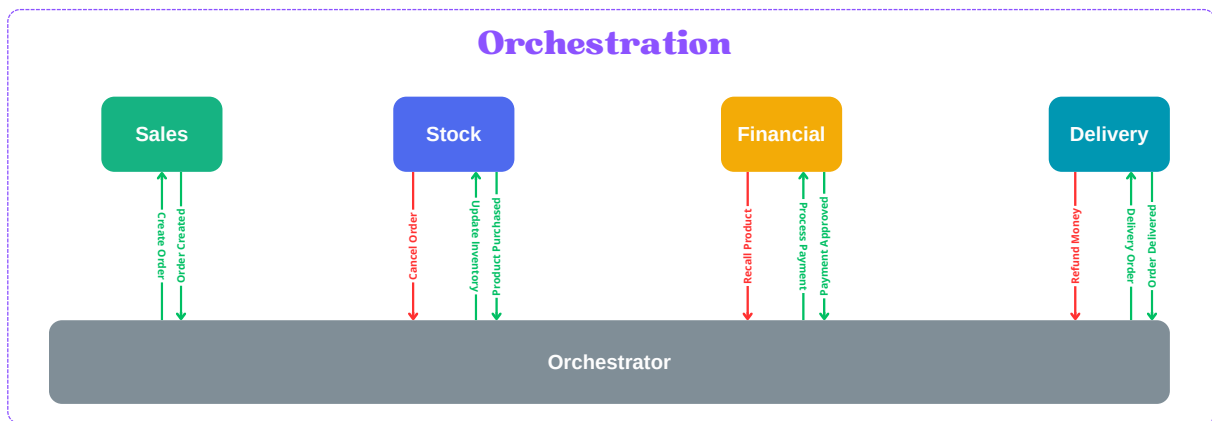 Orchestration
Sales
Stock
Financial
Delivery
Create Order
Order Created
Cancel Order
Update Inventory
Product Purchased
Recall Product
Process Payment
Payment Approved
Refund Money
Delivery Order
Order Delivered
Orchestrator